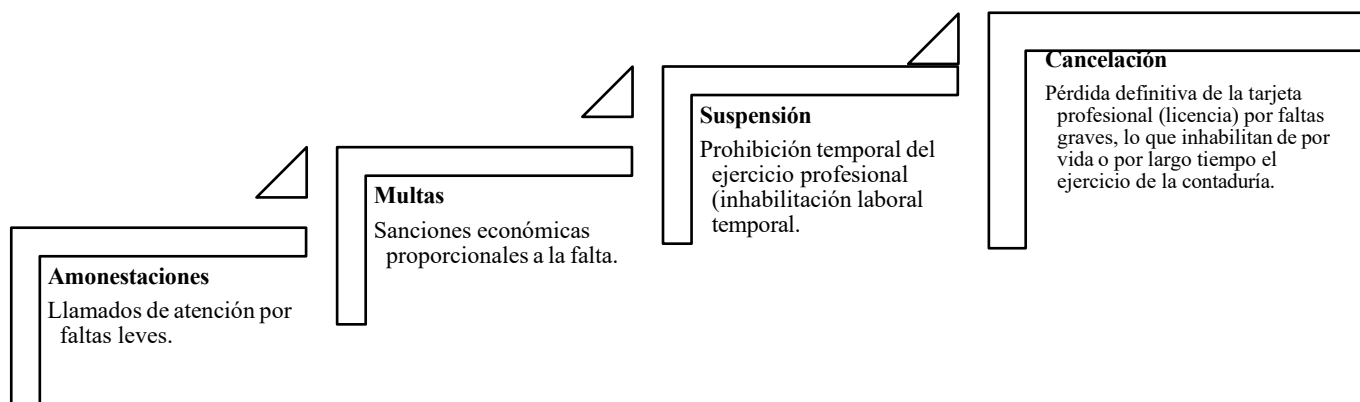 Amonestaciones
Llamados de atención por
faltas leves.
Multas
Sanciones económicas
proporcionales a la falta.
Suspensión
Prohibición temporal del
ejercicio profesional
(inhabilitación laboral
temporal.
Cancelación
Pérdida definitiva de la tarjeta
profesional (licencia) por faltas
graves, lo que inhabilitan de por
vida o por largo tiempo el
ejercicio de la contaduría.